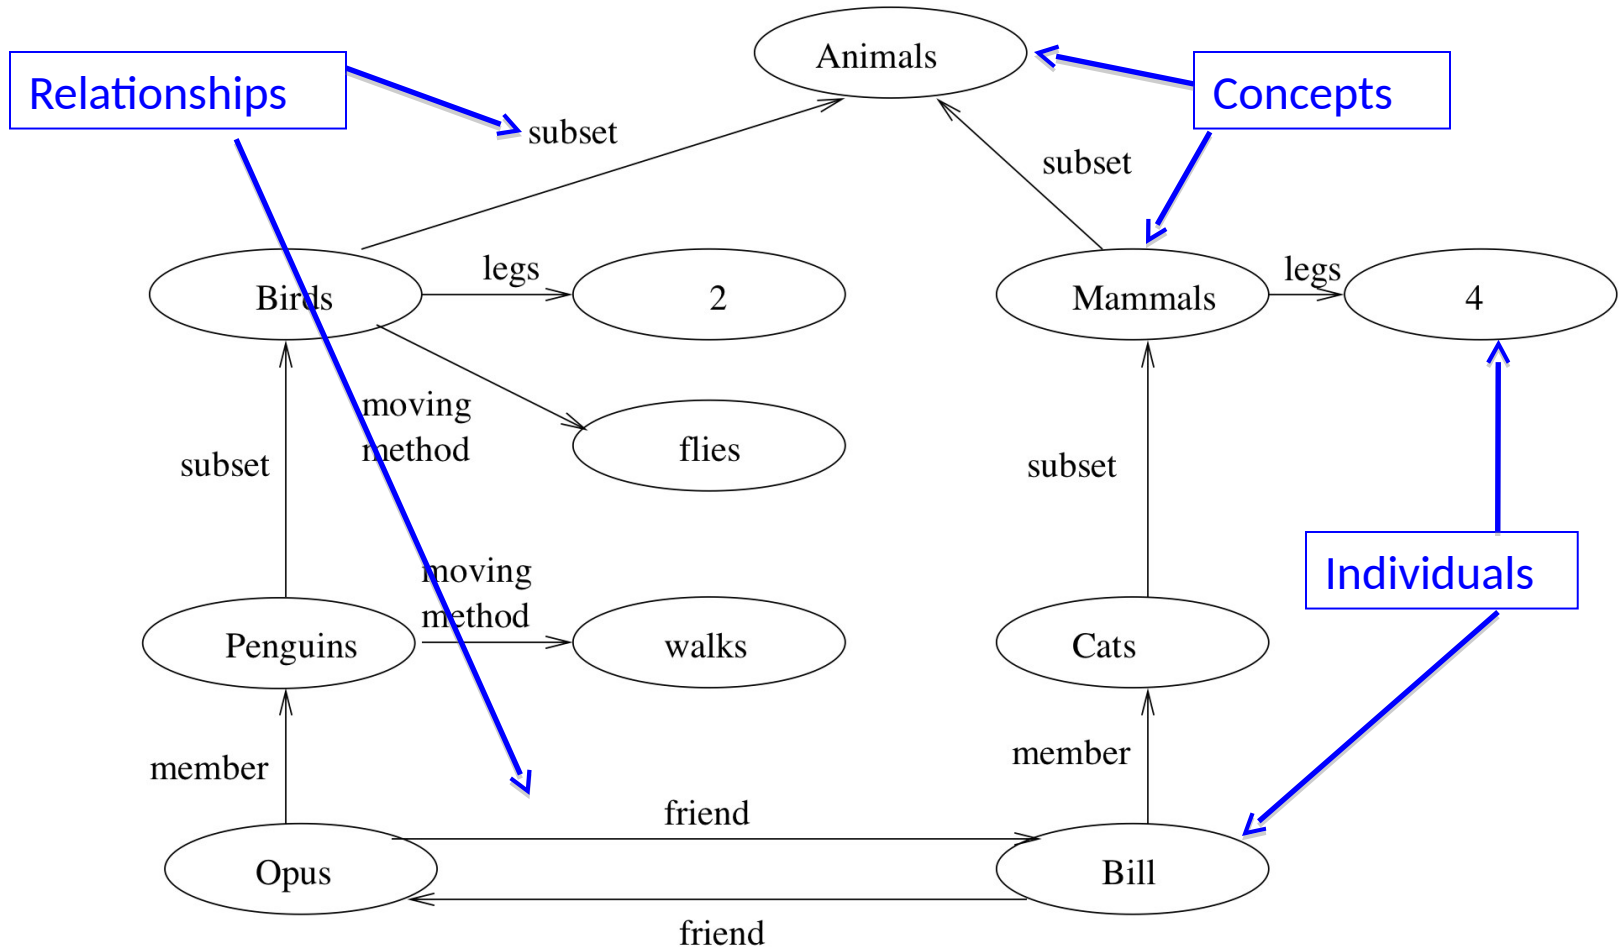 Animals
Relationships
Concepts
subset
subset
legs
legs
Birds
2
Mammals
4
moving
method
flies
subset
subset
moving
method
Individuals
Penguins
walks
Cats
member
member
friend
Opus
Bill
friend